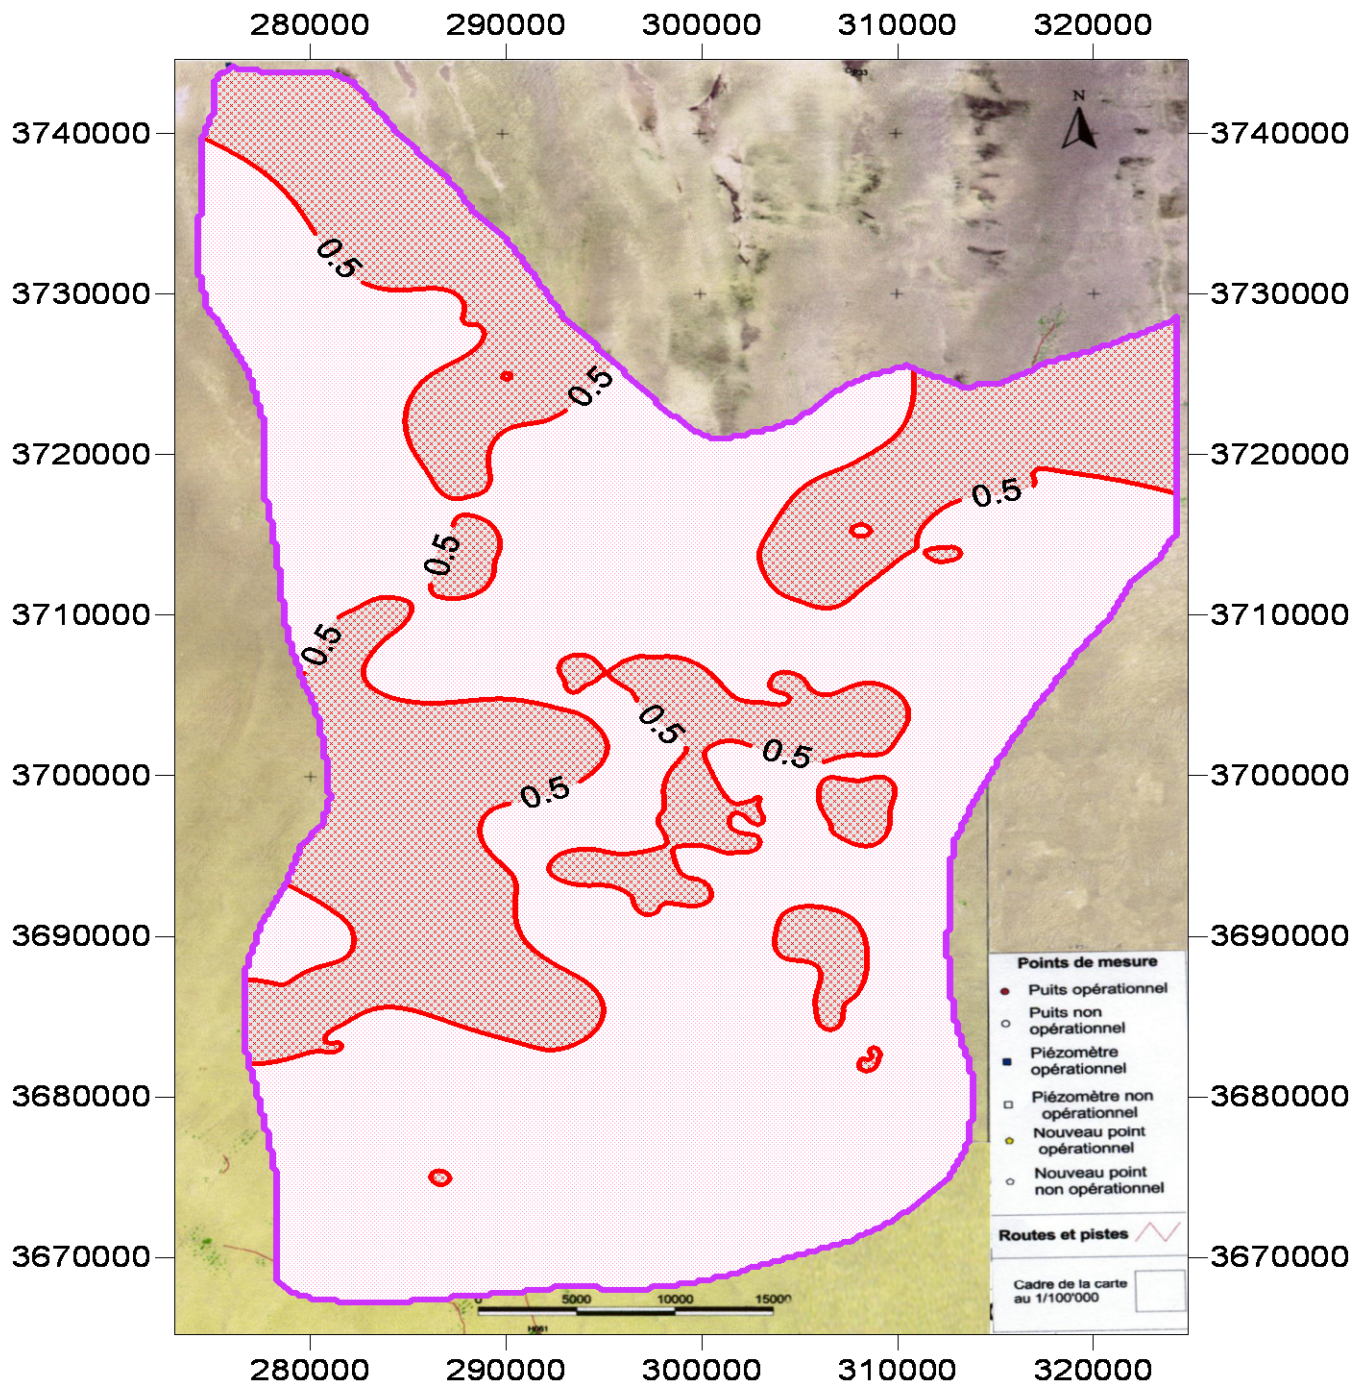 280000 290000 300000 310000 320000
P33
N
3740000 3740000
0.5
3730000 3730000
0.5
3720000 3720000
0.5
0.5
3710000 3710000
0.5
0.5
0.5
3700000 3700000
0.5
3690000 3690000
Points de mesure
Puits opérationnel
Puits non
opérationnel
Piézomètre
opérationnel
3680000 3680000
Piézomètre non
opérationnel
Nouveau point
opérationnel
Nouveau point
non opérationnel
Routes et pistes
3670000 3670000
Cadre de la carte
au 1/100'000
0 5000 10000 15000
280000 290000 300000 310000 320000